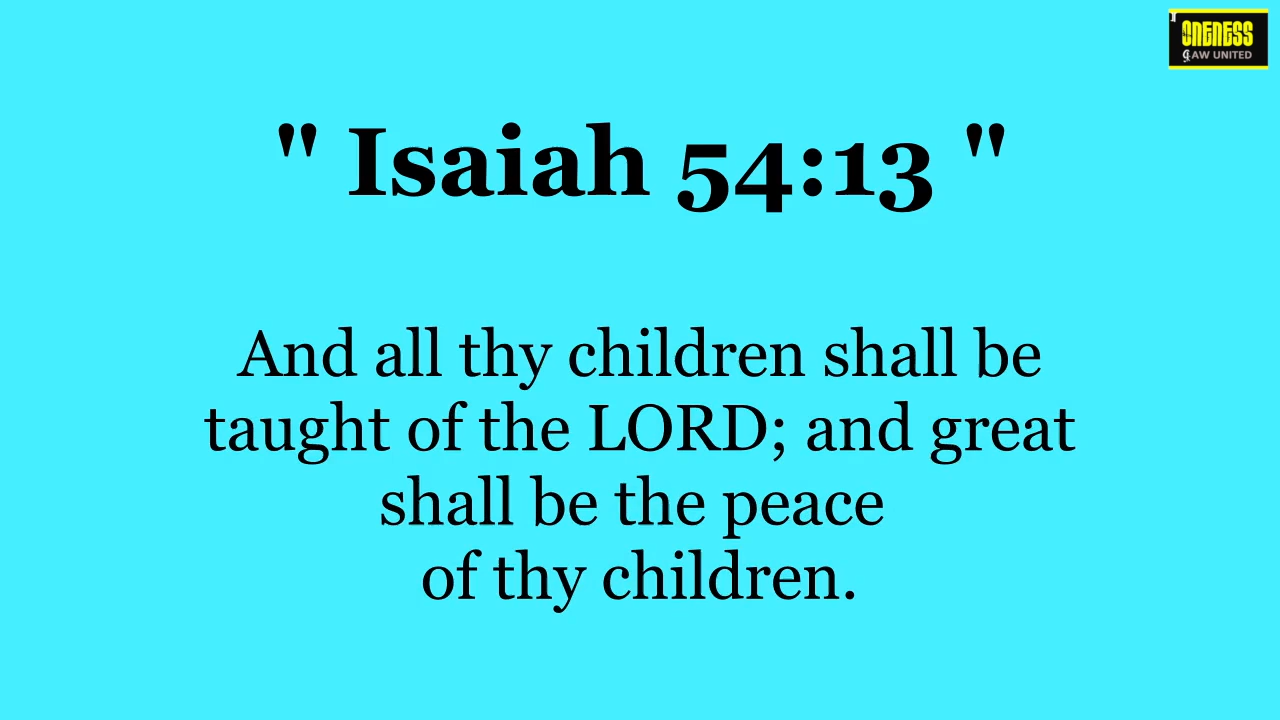 ONENESS
LAW UNITED
" Isaiah 54:13 "
And all thy children shall be
taught of the LORD; and great
shall be the peace
of thy children.